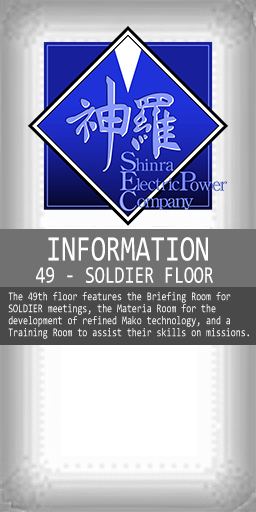 神羅
Shinra
Electric Power
Company
INFORMATION
49 - SOLDIER FLOOR
The 49th floor features the Briefing Room for
SOLDIER meetings, the Materia Room for the
development of refined Mako technology, and a
Training Room to assist their skills on missions.